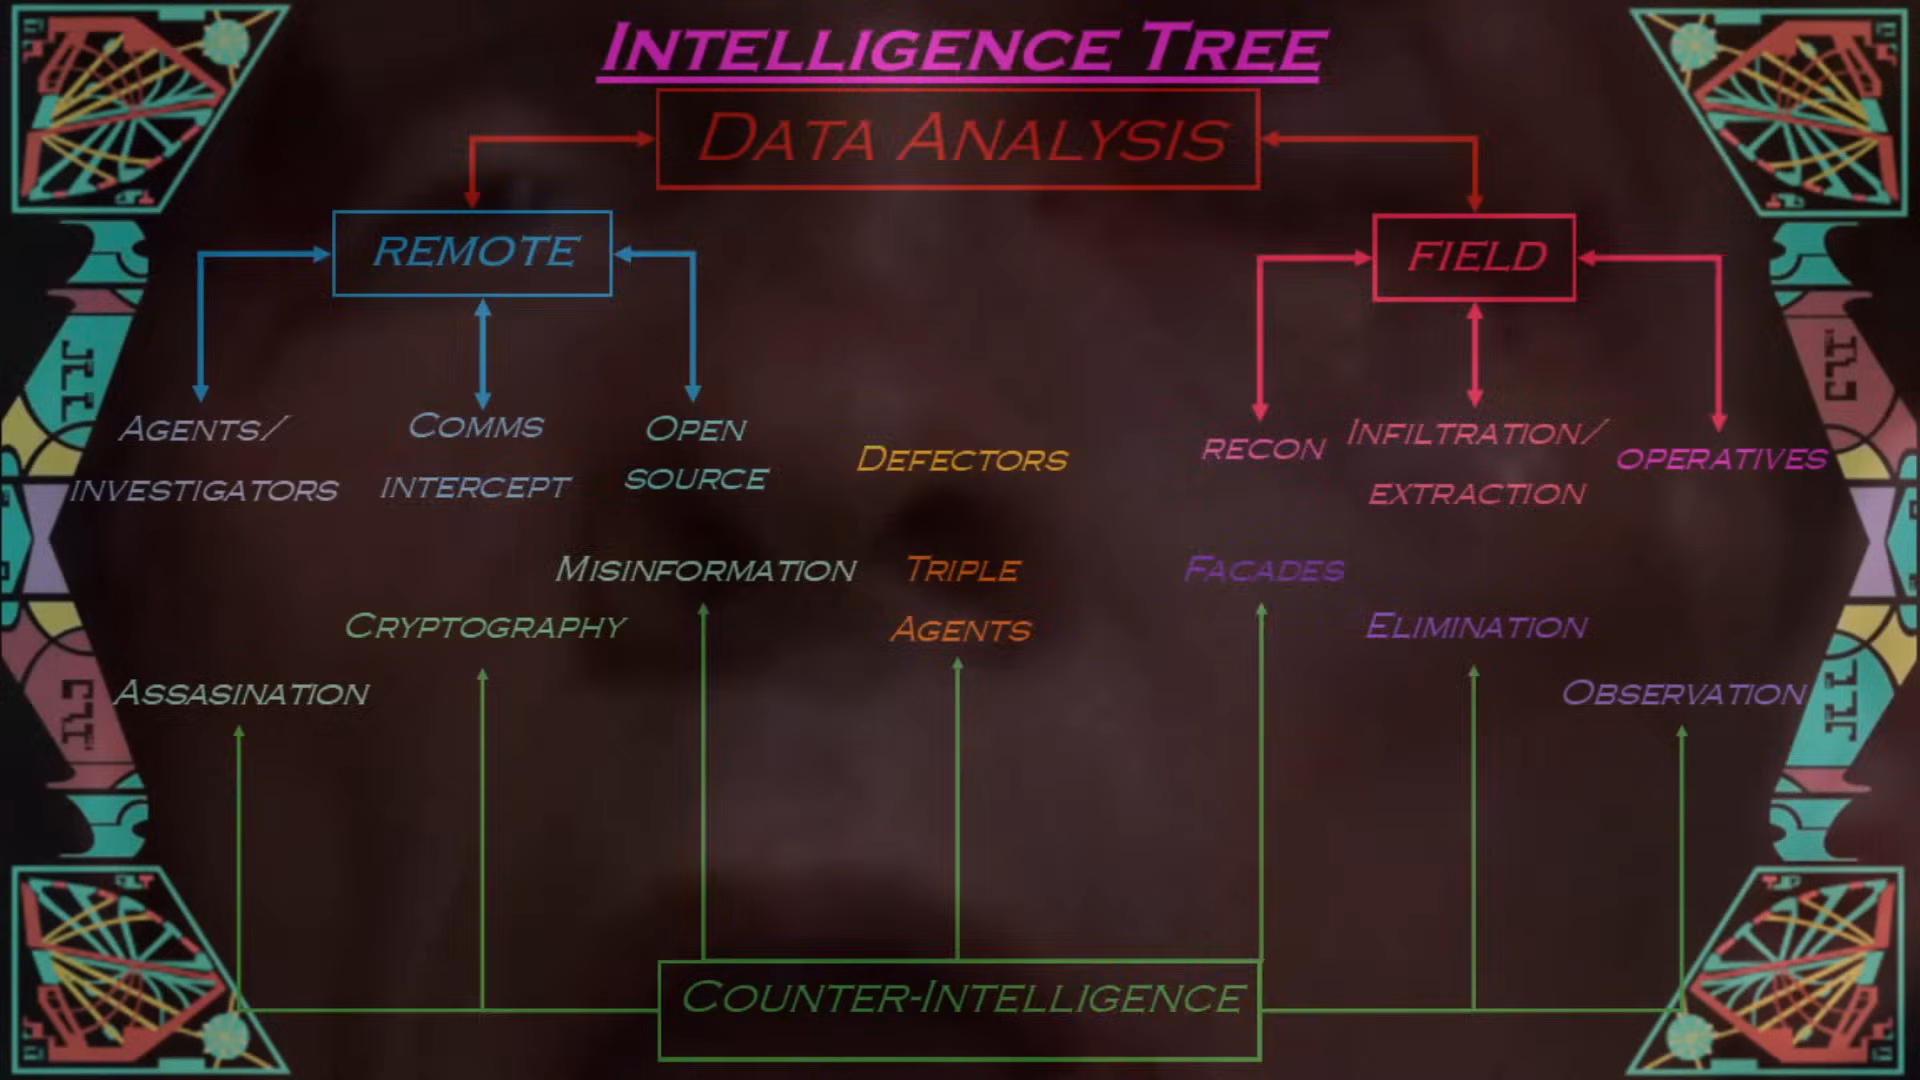 INTELLIGENCE TREE
DATA ANALYSIS
REMOTE
FIELD
AGENTS/
INVESTIGATORS
COMMS
INTERCEPT
OPEN
SOURCE
DEFECTORS
RECON
INFILTRATION/
EXTRACTION
OPERATIVES
MISINFORMATION
TRIPLE
AGENTS
FACADES
CRYPTOGRAPHY
ELIMINATION
ASSASINATION
OBSERVATION
COUNTER-INTELLIGENCE